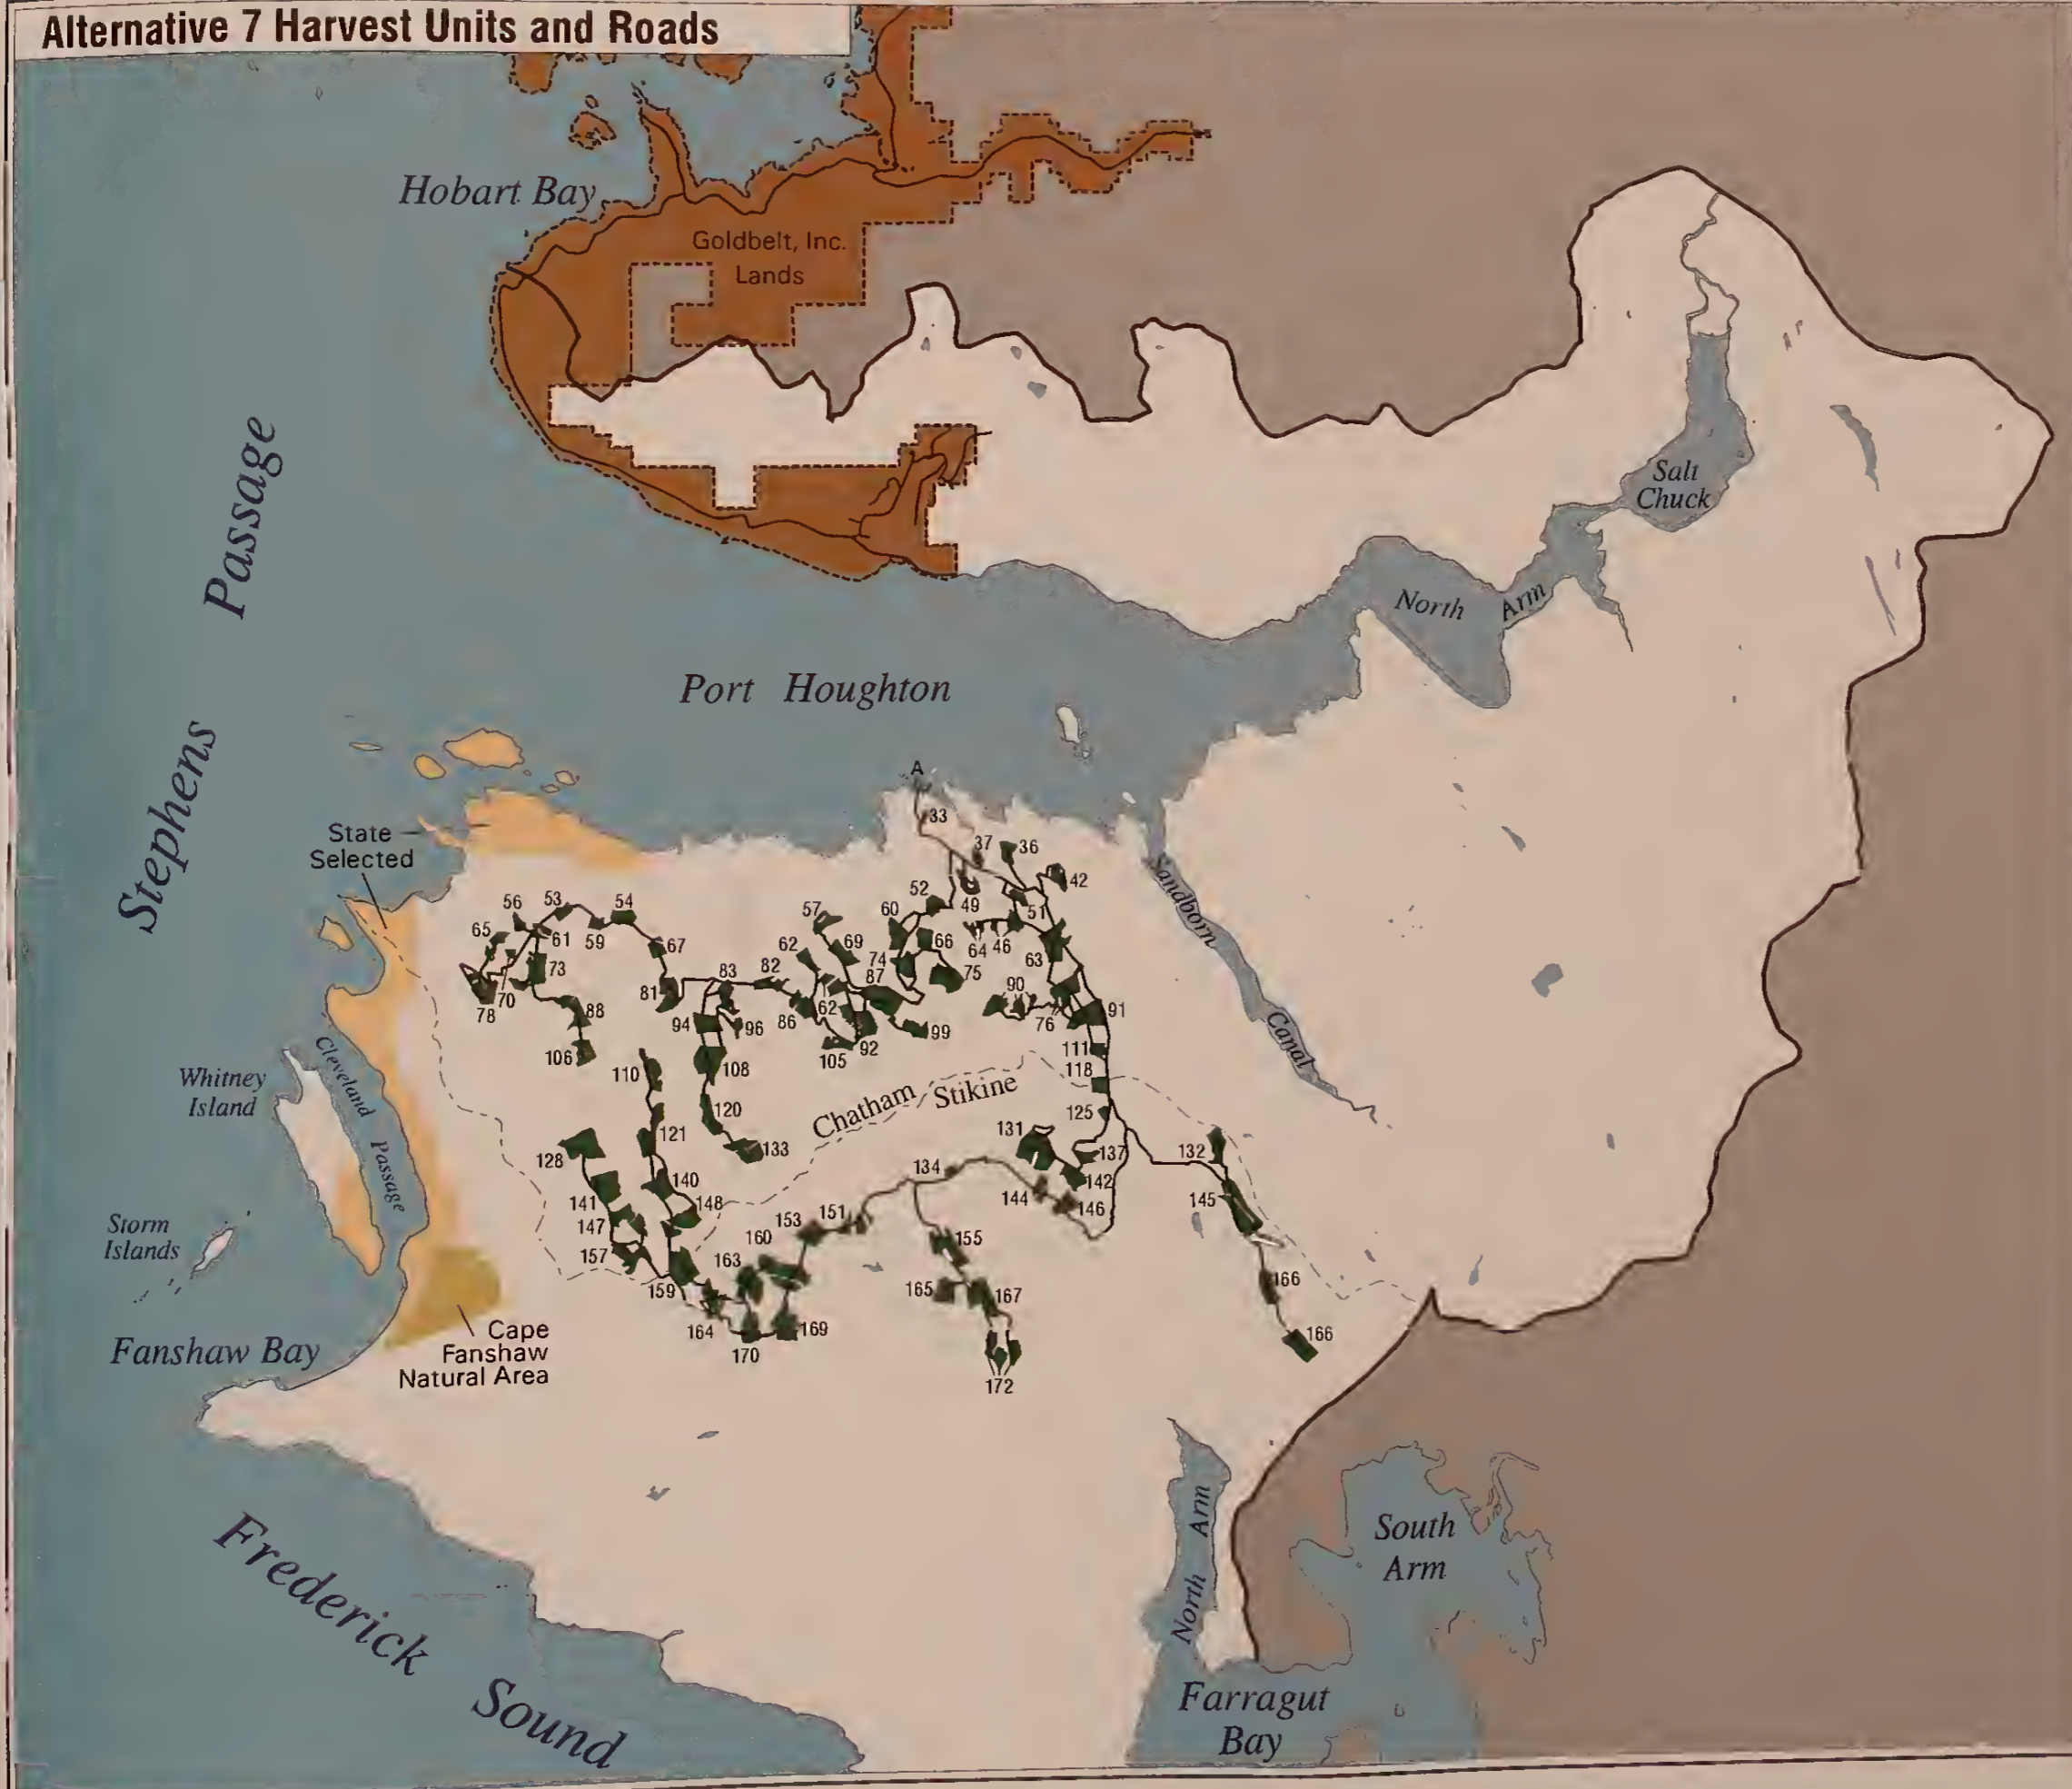 Alternative 7 Harvest Units and Roads
Hobart Bay
Goldbelt, Inc.
Lands
Stephens Passage
Salt
Chuck
North Arm
Port Houghton
A
33
37
36
State
Selected
42
52
49
56
53
54
57
60
51
65
61
59
67
62
69
66
64
46
73
74
75
63
83
82
87
90
70
81
62
78
88
94
96
86
99
76
91
106
105
92
111
110
108
118
Sandborn
Canal
Cleveland
Passage
Whitney
Island
Chatham
Stikine
120
125
121
133
131
137
132
128
134
142
140
141
148
144
146
145
147
153
151
Storm
Islands
157
160
155
163
159
165
167
166
164
169
166
170
172
Fanshaw Bay
Cape
Fanshaw
Natural Area
North Arm
South
Arm
Frederick Sound
Farragut
Bay